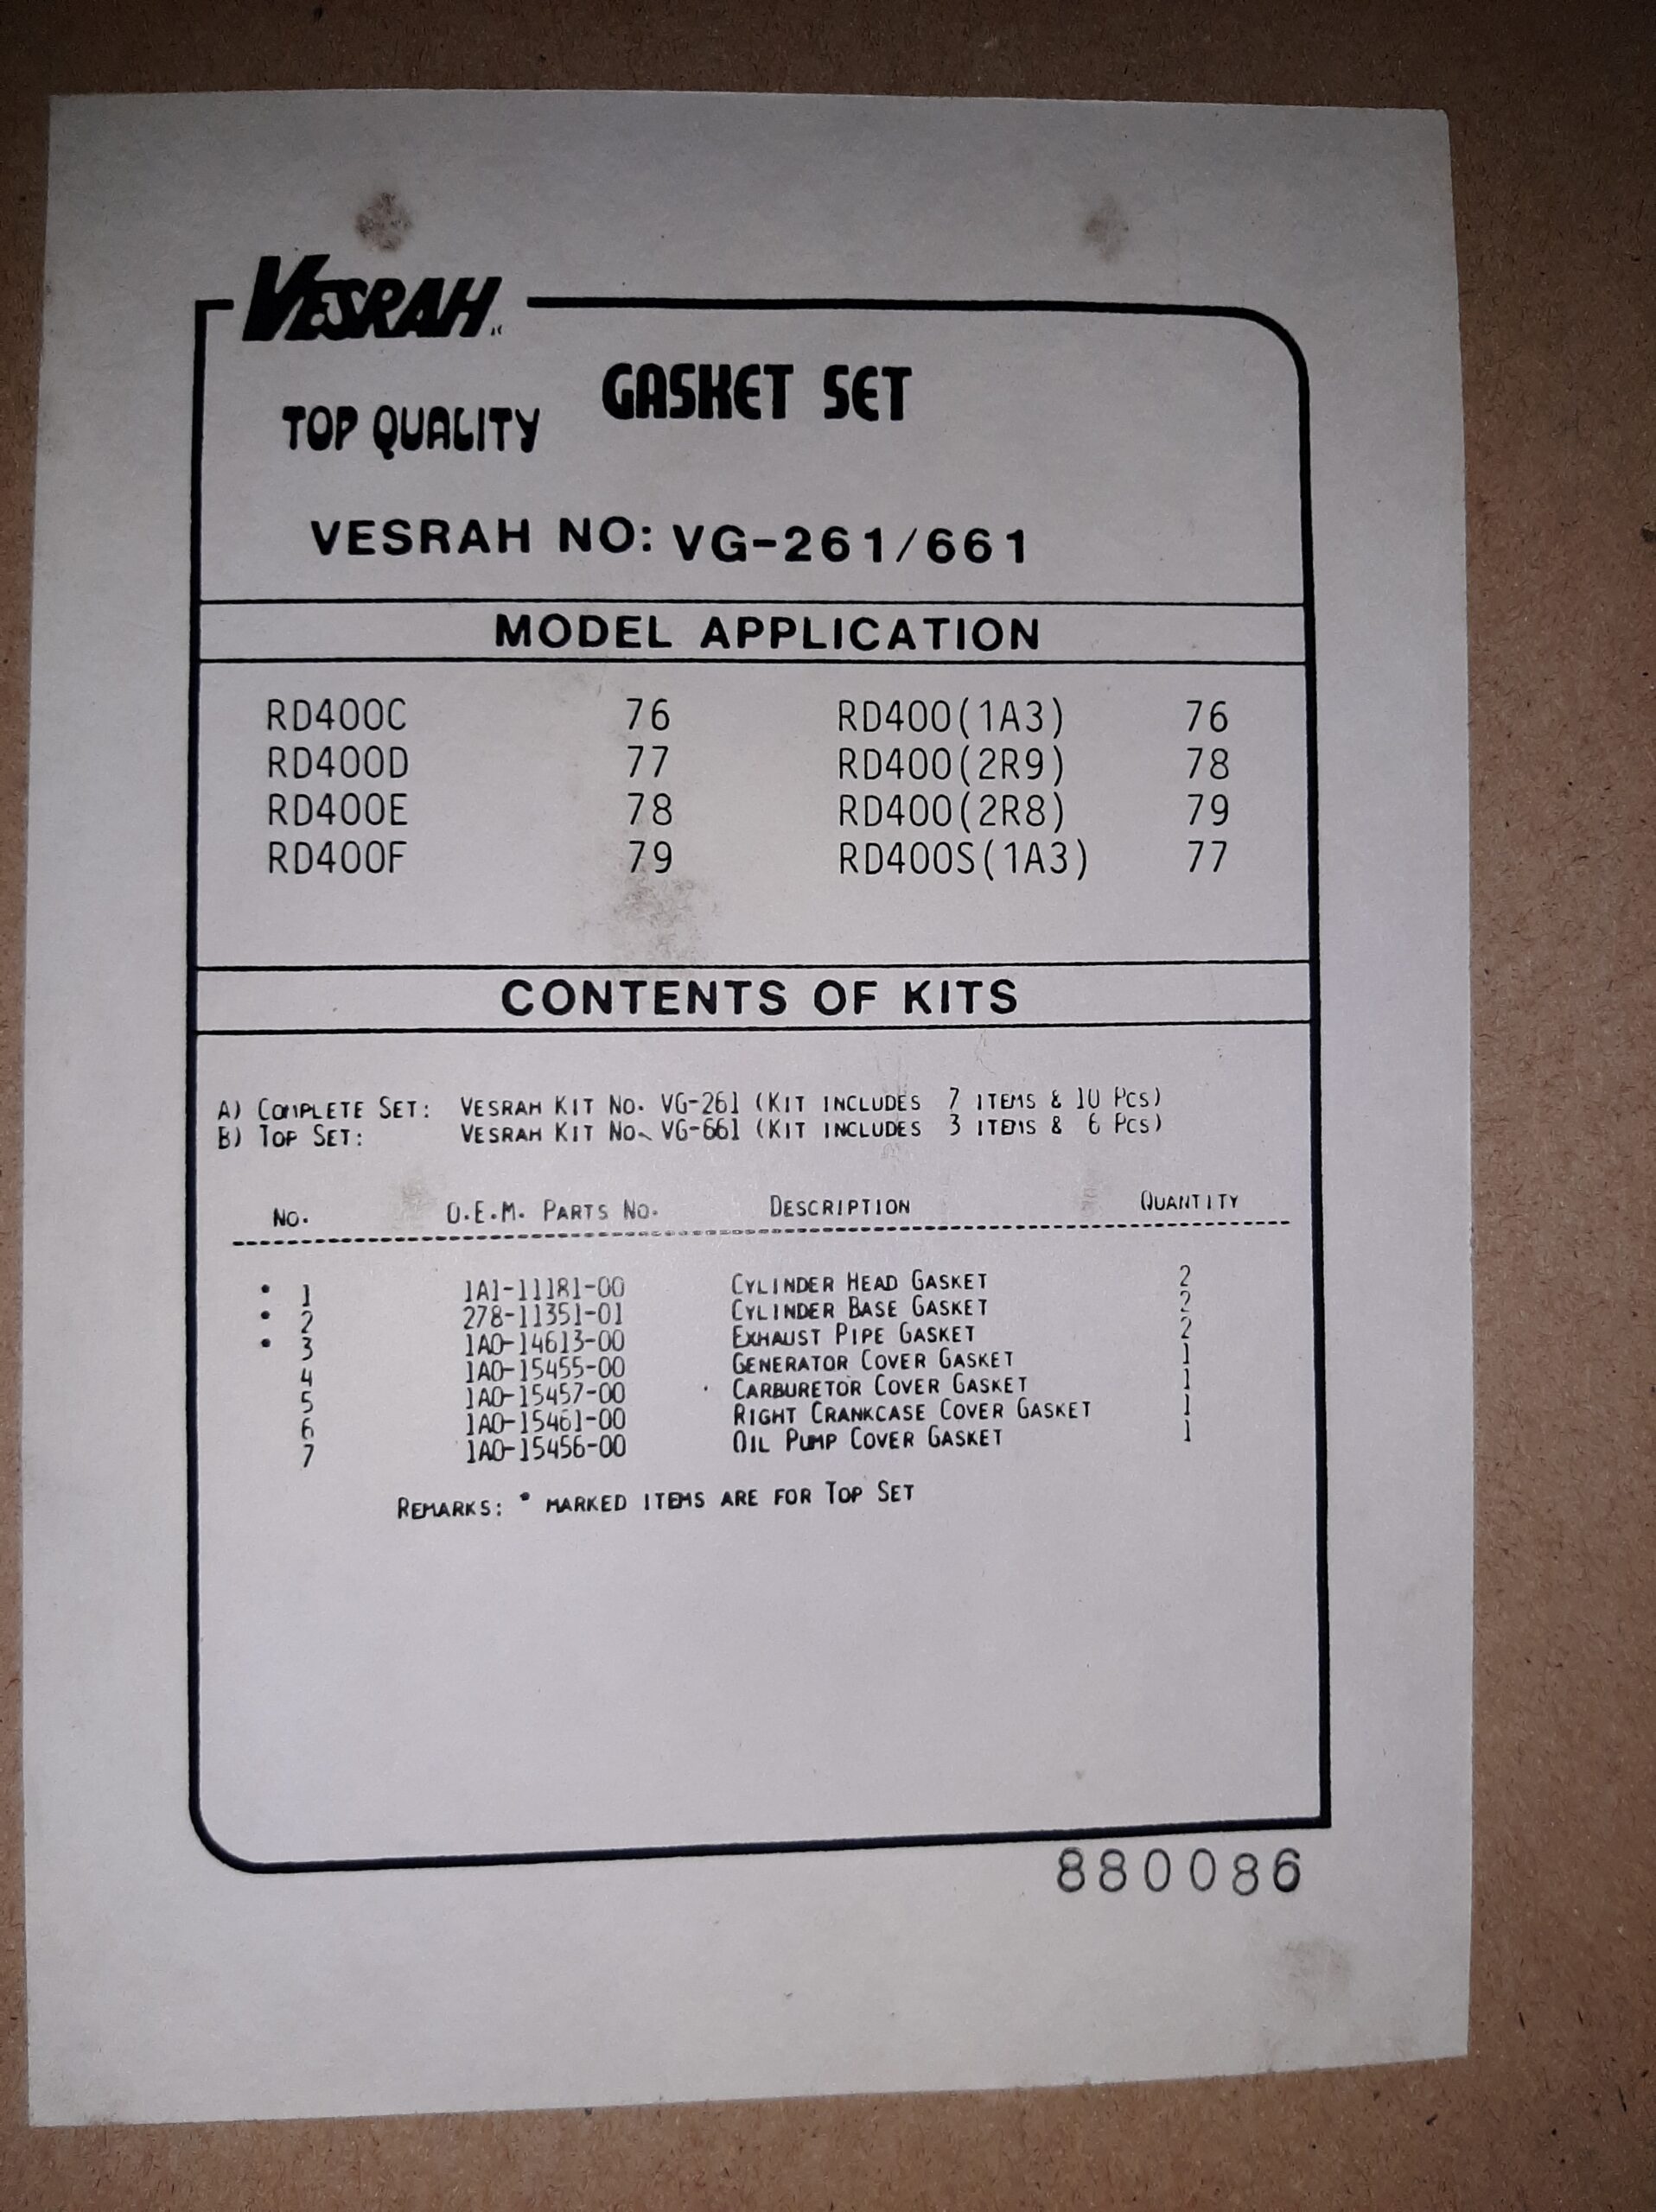 VESRAH
GASKET SET
TOP QUALITY
VESRAH NO: VG-261/661
MODEL APPLICATION
RD400C 76 RD400(1A3) 76
RD400D 77 RD400(2R9) 78
RD400E 78 RD400(2R8) 79
RD400F 79 RD400S(1A3) 77
CONTENTS OF KITS
A) COMPLETE SET: VESRAH KIT NO. VG-261 (KIT INCLUDES 7 ITEMS & 10 PCS)
B) TOP SET: VESRAH KIT NO. VG-661 (KIT INCLUDES 3 ITEMS & 6 PCS)
NO. O.E.M. PARTS NO. DESCRIPTION QUANTITY
• 1 1A1-11181-00 CYLINDER HEAD GASKET 2
• 2 278-11351-01 CYLINDER BASE GASKET 2
• 3 1A0-14613-00 EXHAUST PIPE GASKET 2
4 1A0-15455-00 GENERATOR COVER GASKET 1
5 1A0-15457-00 CARBURETOR COVER GASKET 1
6 1A0-15461-00 RIGHT CRANKCASE COVER GASKET 1
7 1A0-15456-00 OIL PUMP COVER GASKET 1
REMARKS: • MARKED ITEMS ARE FOR TOP SET
880086